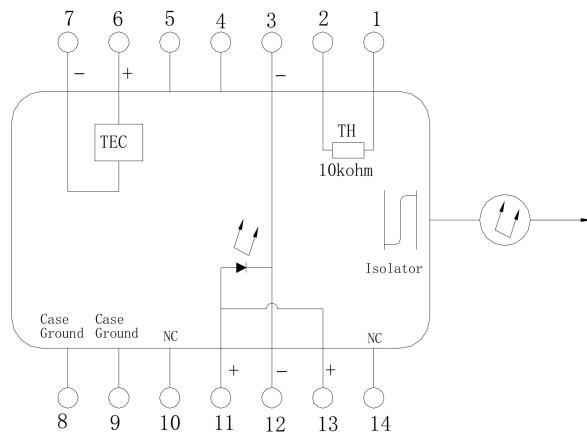 7 6 5 4 3 2 1
− + −
TEC
TH
10kohm
Isolator
Case Ground
Case Ground
NC
NC
+ − +
8 9 10 11 12 13 14